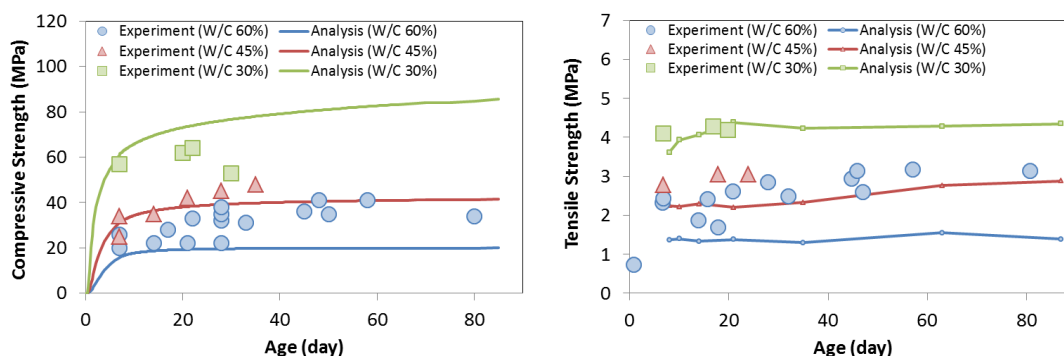 120
100
80
60
40
20
0
Compressive Strength (MPa)
Experiment (W/C 60%)
Analysis (W/C 60%)
Experiment (W/C 45%)
Analysis (W/C 45%)
Experiment (W/C 30%)
Analysis (W/C 30%)
0
20
40
60
80
Age (day)
7
6
5
4
3
2
1
0
Tensile Strength (MPa)
Experiment (W/C 60%)
Analysis (W/C 60%)
Experiment (W/C 45%)
Analysis (W/C 45%)
Experiment (W/C 30%)
Analysis (W/C 30%)
0
20
40
60
80
Age (day)